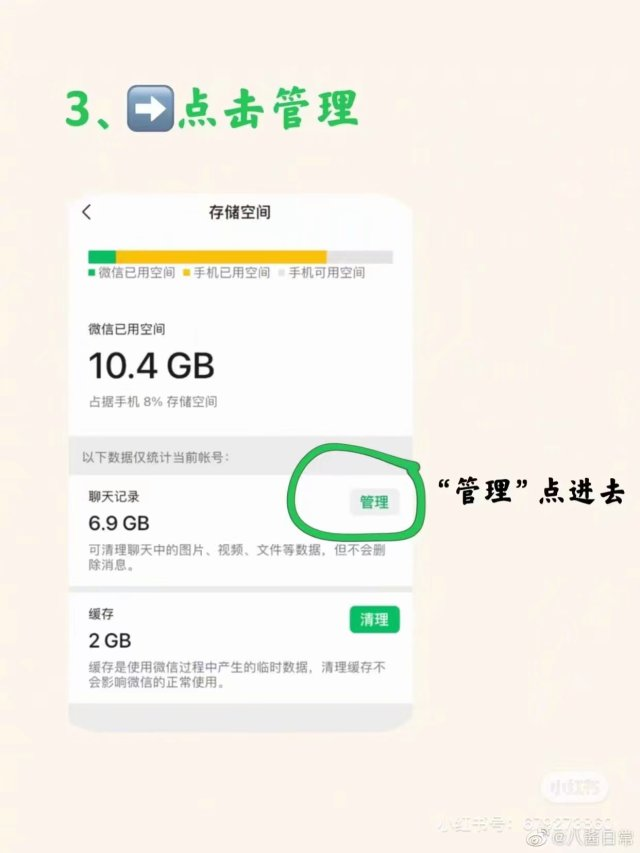 3、➡️点击管理
存储空间
微信已用空间 手机已用空间 手机可用空间
微信已用空间
10.4 GB
占据手机 8% 存储空间
以下数据仅统计当前帐号：
聊天记录
管理
“管理”点进去
6.9 GB
可清理聊天中的图片、视频、文件等数据，但不会删
除消息。
缓存
清理
2 GB
缓存是使用微信过程中产生的临时数据，清理缓存不
会影响微信的正常使用。
小红书
小红书号：
@八酱日常